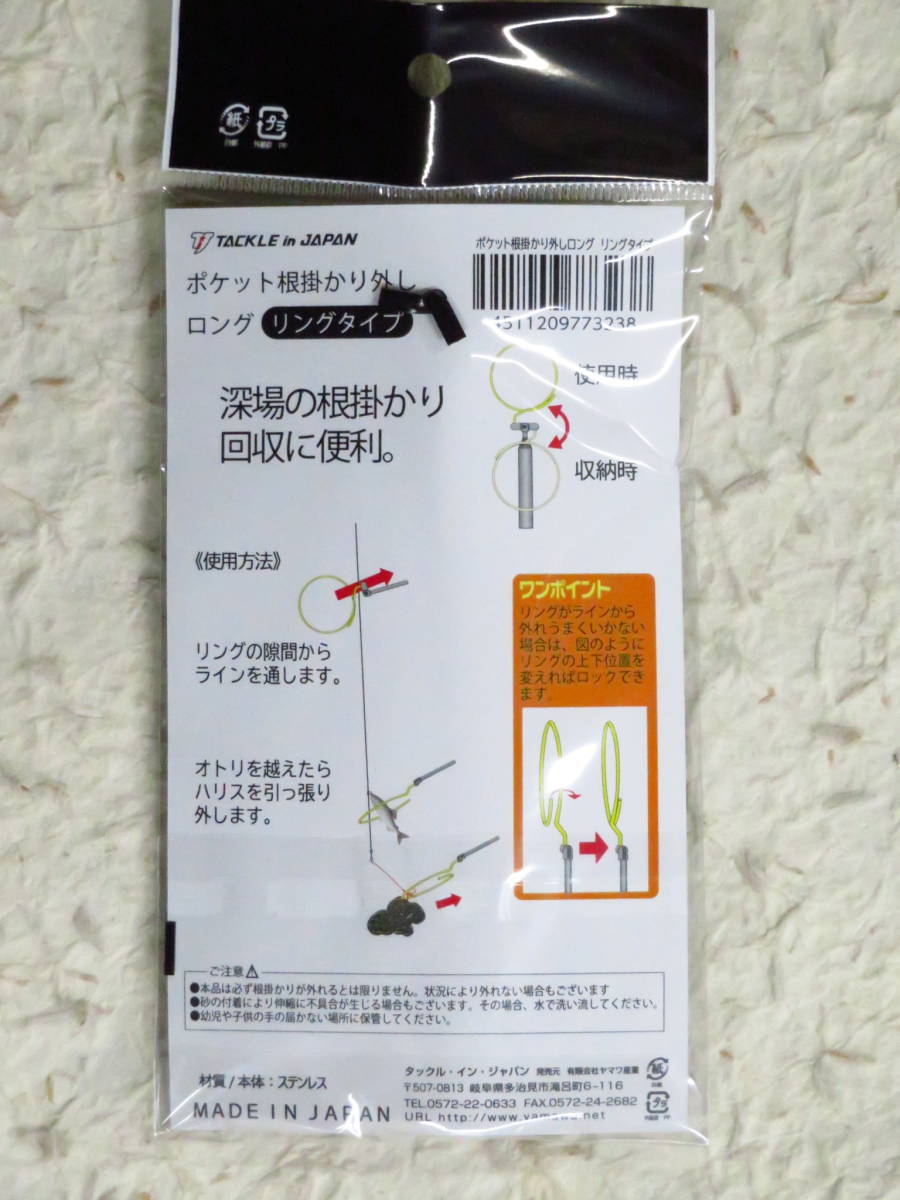 紙
プラ
外装袋 PP
TACKLE in JAPAN
ポケット根掛かり外し
ロング リングタイプ
ポケット根掛かり外しロング リングタイプ
4511209773238
深場の根掛かり
回収に便利。
使用時
収納時
《使用方法》
リングの隙間から
ラインを通します。
オトリを越えたら
ハリスを引っ張り
外します。
ワンポイント
リングがラインから
外れうまくいかない
場合は、図のように
リングの上下位置を
変えればロックでき
ます。
ご注意
●本品は必ず根掛かりが外れるとは限りません。状況により外れない場合もございます
●砂の付着により伸縮に不具合が生じる場合もございます。その場合、水で洗い流してください。
●幼児や子供の手の届かない場所に保管してください。
材質/本体:ステンレス
MADE IN JAPAN
タックル・イン・ジャパン 発売元 有限会社ヤマワ産業
〒507-0813 岐阜県多治見市滝呂町6-116
TEL.0572-22-0633 FAX.0572-24-2682
URL http://www.yamawa.net
紙
プラ
外装袋 PP